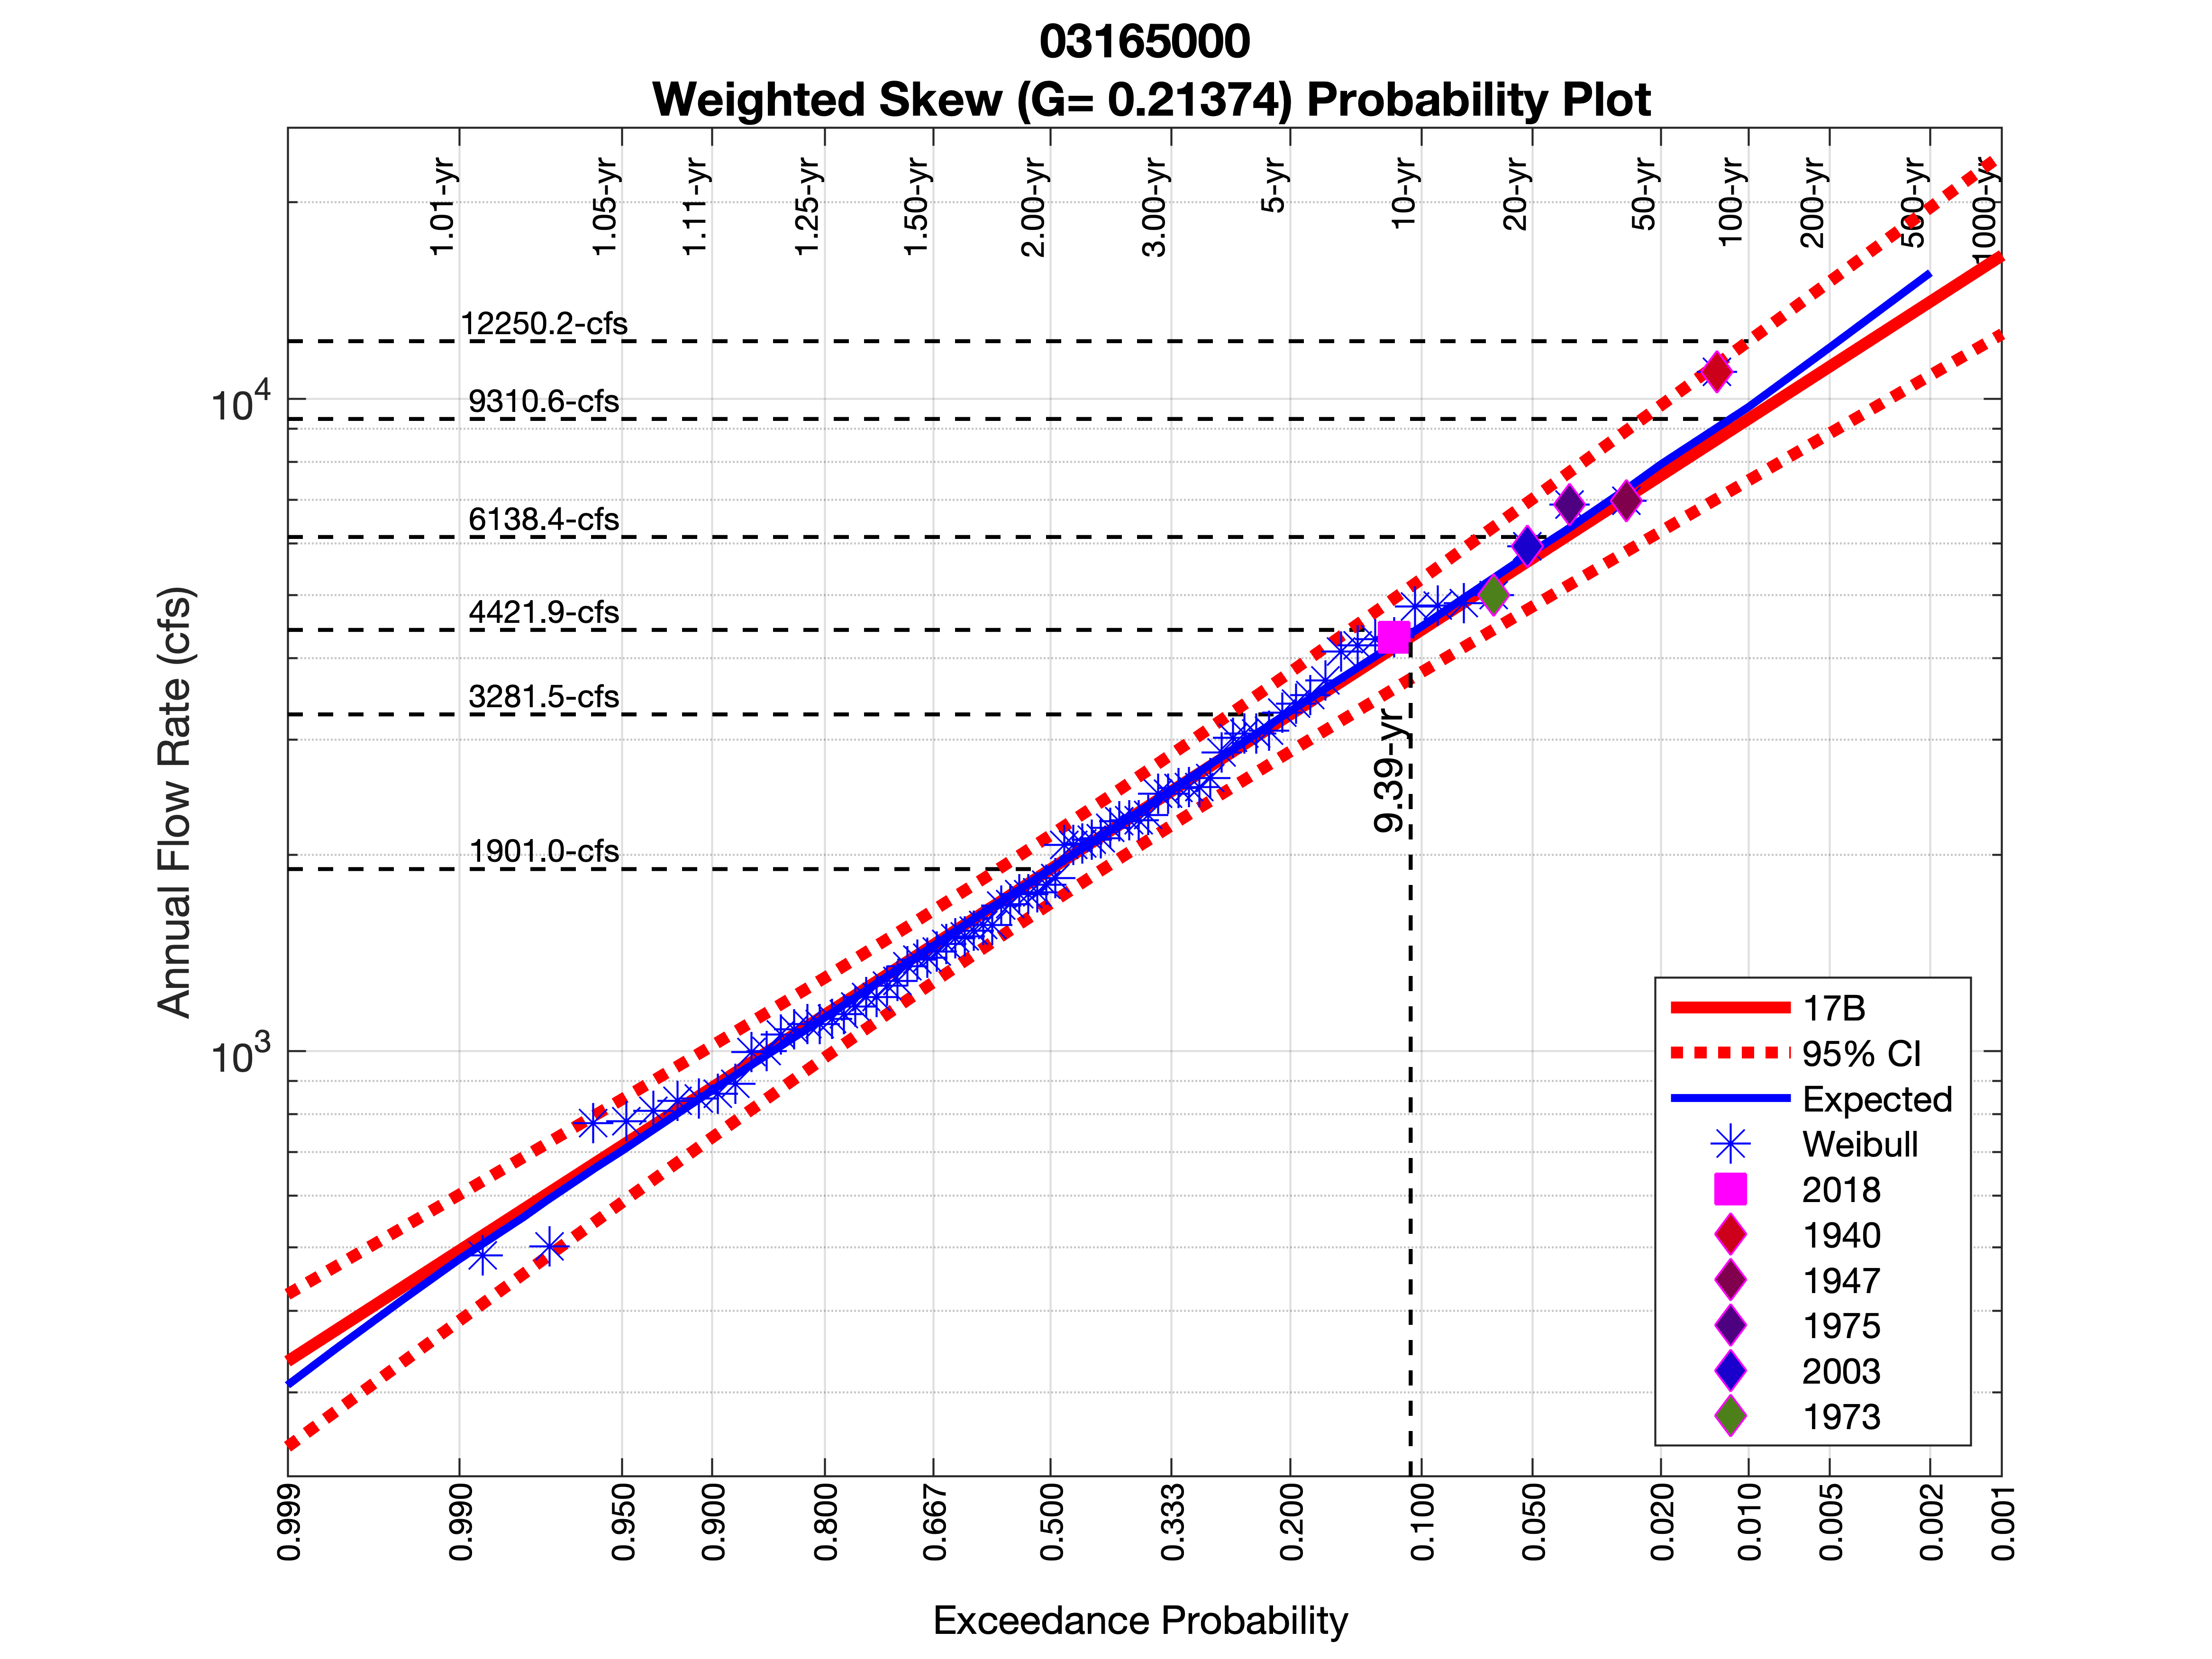 03165000
Weighted Skew (G= 0.21374) Probability Plot
1.01-yr
1.05-yr
1.11-yr
1.25-yr
1.50-yr
2.00-yr
3.00-yr
5-yr
10-yr
20-yr
50-yr
100-yr
200-yr
500-yr
1000-yr
12250.2-cfs
9310.6-cfs
6138.4-cfs
4421.9-cfs
3281.5-cfs
1901.0-cfs
9.39-yr
10^4
10^3
Annual Flow Rate (cfs)
17B
95% CI
Expected
Weibull
2018
1940
1947
1975
2003
1973
0.999
0.990
0.950
0.900
0.800
0.667
0.500
0.333
0.200
0.100
0.050
0.020
0.010
0.005
0.002
0.001
Exceedance Probability